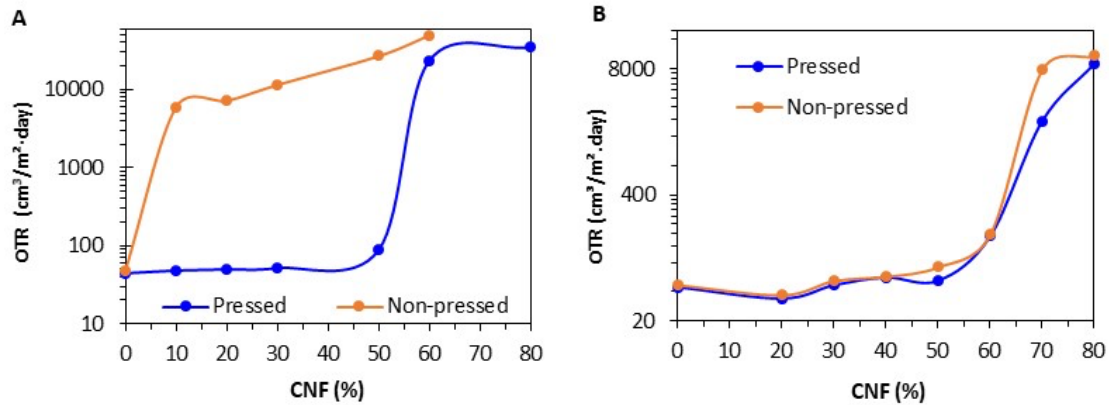 A
OTR (cm³/m²·day)
10000
1000
100
10
Pressed
Non-pressed
0 10 20 30 40 50 60 70 80
CNF (%)
B
OTR (cm³/m².day)
8000
400
20
Pressed
Non-pressed
0 10 20 30 40 50 60 70 80
CNF (%)